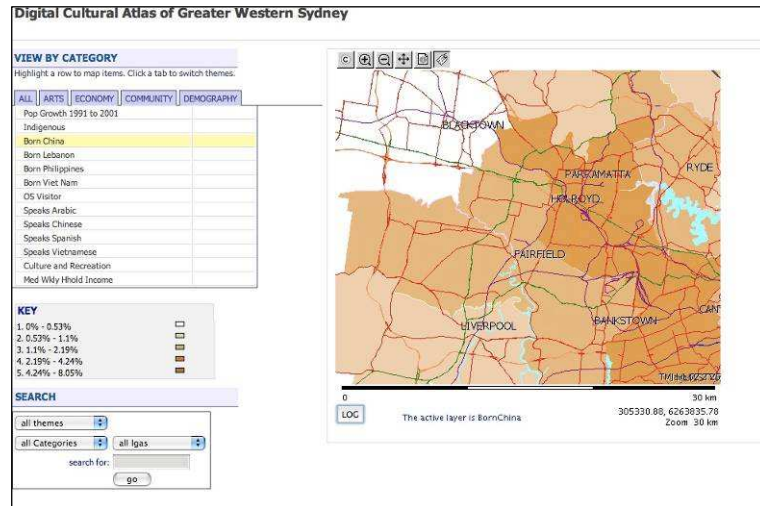 Digital Cultural Atlas of Greater Western Sydney
VIEW BY CATEGORY
Highlight a row to map items. Click a tab to switch themes.
ALL ARTS ECONOMY COMMUNITY DEMOGRAPHY
Pop Growth 1991 to 2001
Indigenous
Born China
Born Lebanon
Born Philippines
Born Viet Nam
OS Visitor
Speaks Arabic
Speaks Chinese
Speaks Spanish
Speaks Vietnamese
Culture and Recreation
Med Wkly Hhold Income
KEY
1. 0% - 0.53%
2. 0.53% - 1.1%
3. 1.1% - 2.19%
4. 2.19% - 4.24%
5. 4.24% - 8.05%
SEARCH
all themes
all Categories all lgas
search for:
go
C
BLACKTOWN
PARRAMATTA
RYDE
HOLROYD
FAIRFIELD
LIVERPOOL
BANKSTOWN
CANT
0 30 km
LOG
The active layer is BornChina
305330.88, 6263835.78
Zoom 30 km